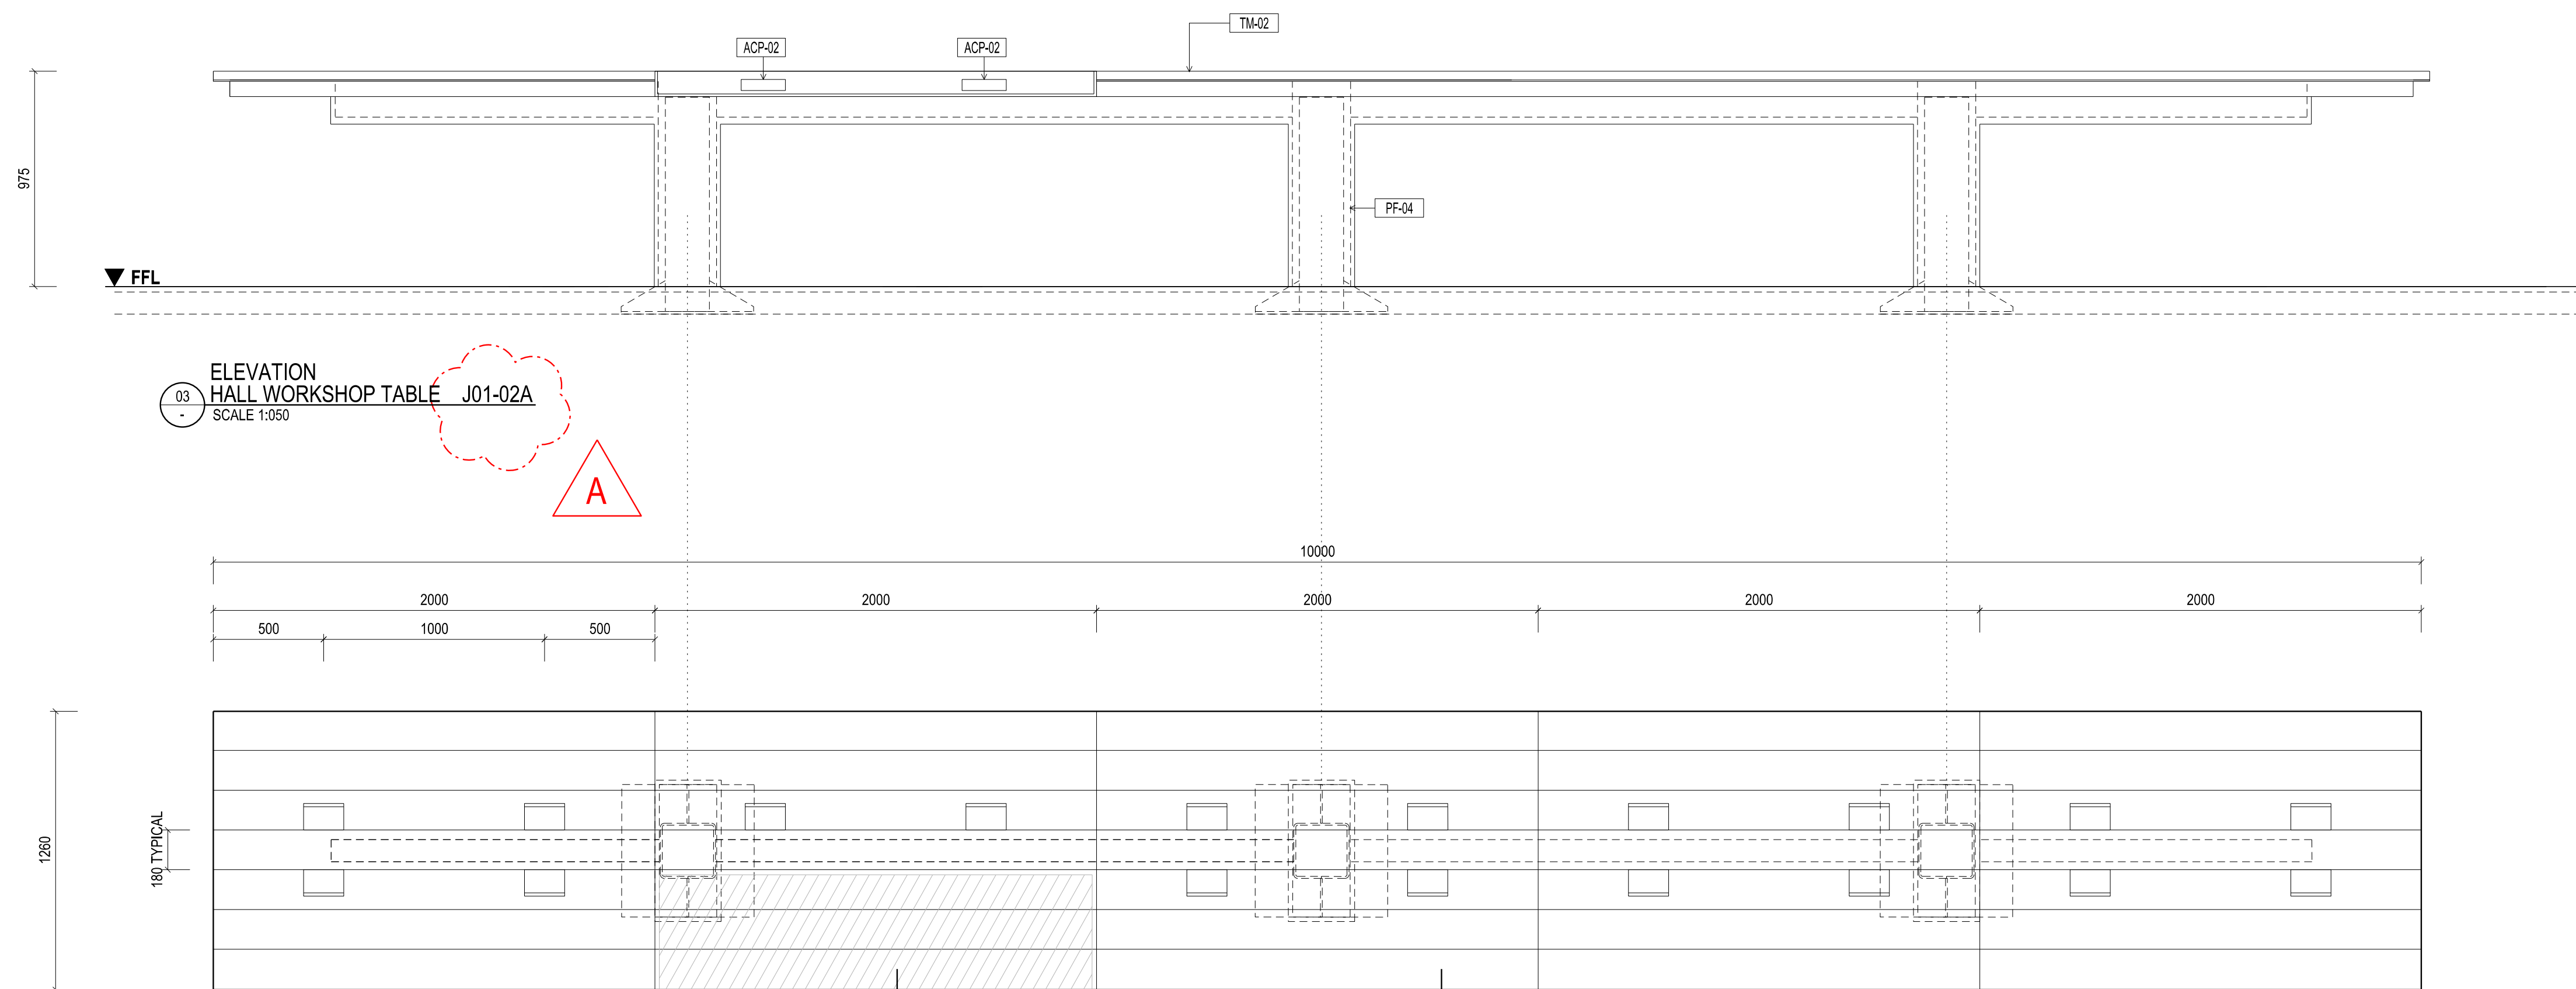 TM-02
ACP-02
ACP-02
975
PF-04
FFL
ELEVATION
03
HALL WORKSHOP TABLE J01-02A
-
SCALE 1:050
A
10000
2000
2000
2000
2000
2000
500
1000
500
1260
180 TYPICAL